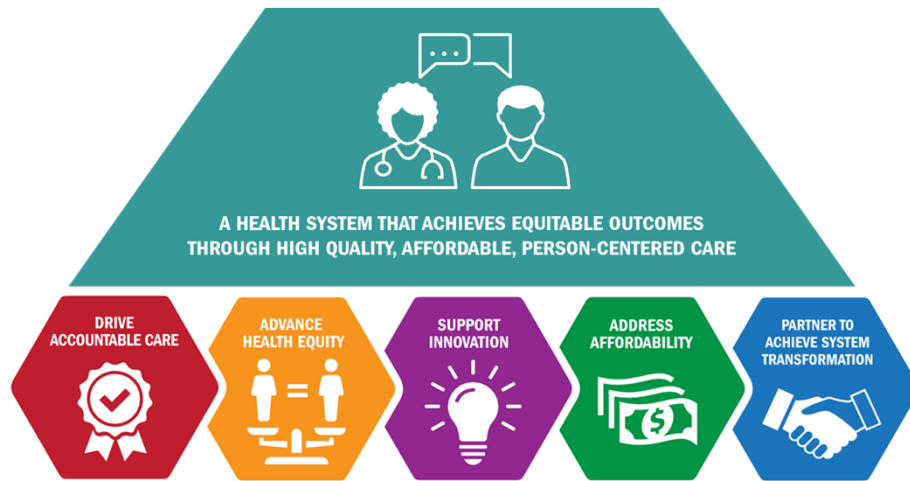 A HEALTH SYSTEM THAT ACHIEVES EQUITABLE OUTCOMES
THROUGH HIGH QUALITY, AFFORDABLE, PERSON-CENTERED CARE
DRIVE
ACCOUNTABLE CARE
ADVANCE
HEALTH EQUITY
SUPPORT
INNOVATION
ADDRESS
AFFORDABILITY
$
PARTNER TO
ACHIEVE SYSTEM
TRANSFORMATION